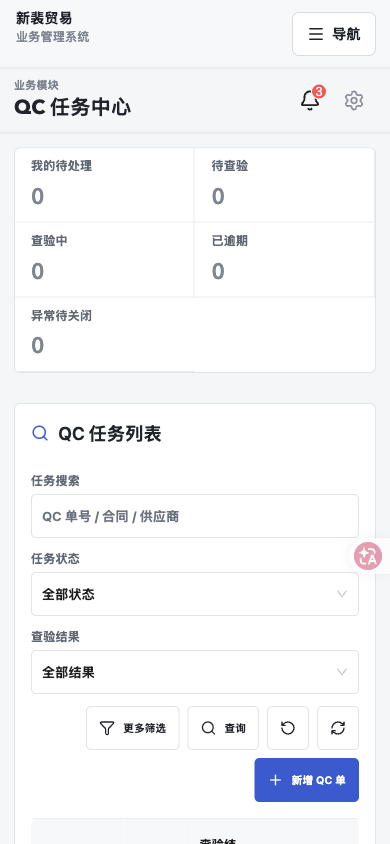 新裴贸易
业务管理系统
导航
业务模块
QC 任务中心
3
我的待处理
待查验
0
0
查验中
已逾期
0
0
异常待关闭
0
QC 任务列表
任务搜索
QC 单号 / 合同 / 供应商
任务状态
全部状态
查验结果
全部结果
更多筛选
查询
新增 QC 单